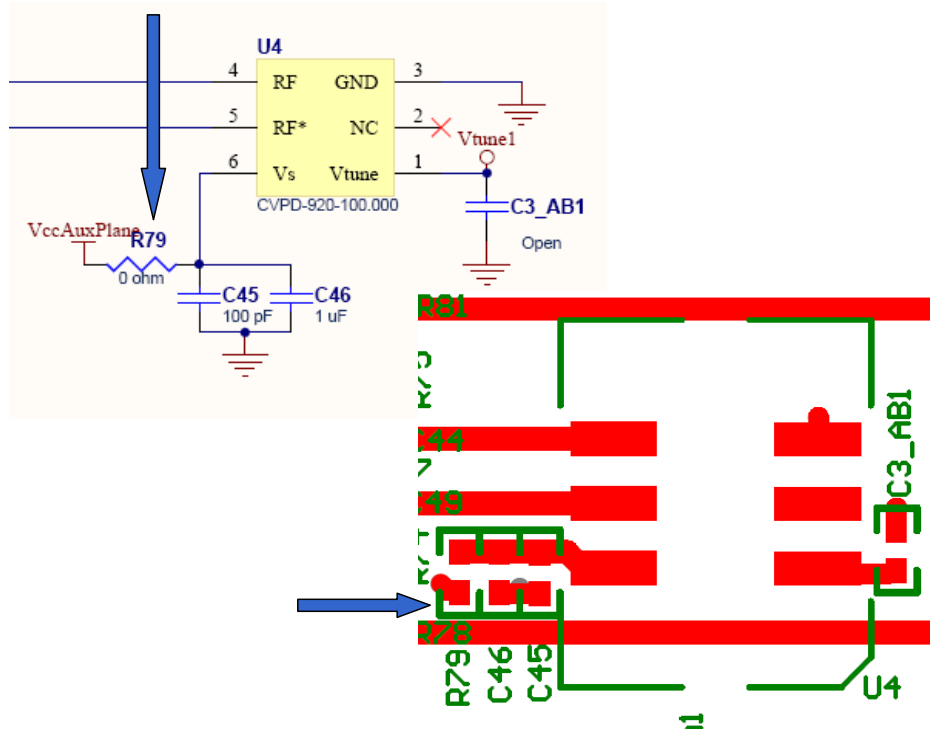 U4
4
RF
GND
3
5
RF*
NC
2
Vtune1
6
Vs
Vtune
1
CVPD-920-100.000
C3_AB1
Open
VccAuxPlane
R79
0 ohm
C45
100 pF
C46
1 uF
R81
R75
C3_AB1
C44
C49
R74
R78
R79
C46
C45
U4